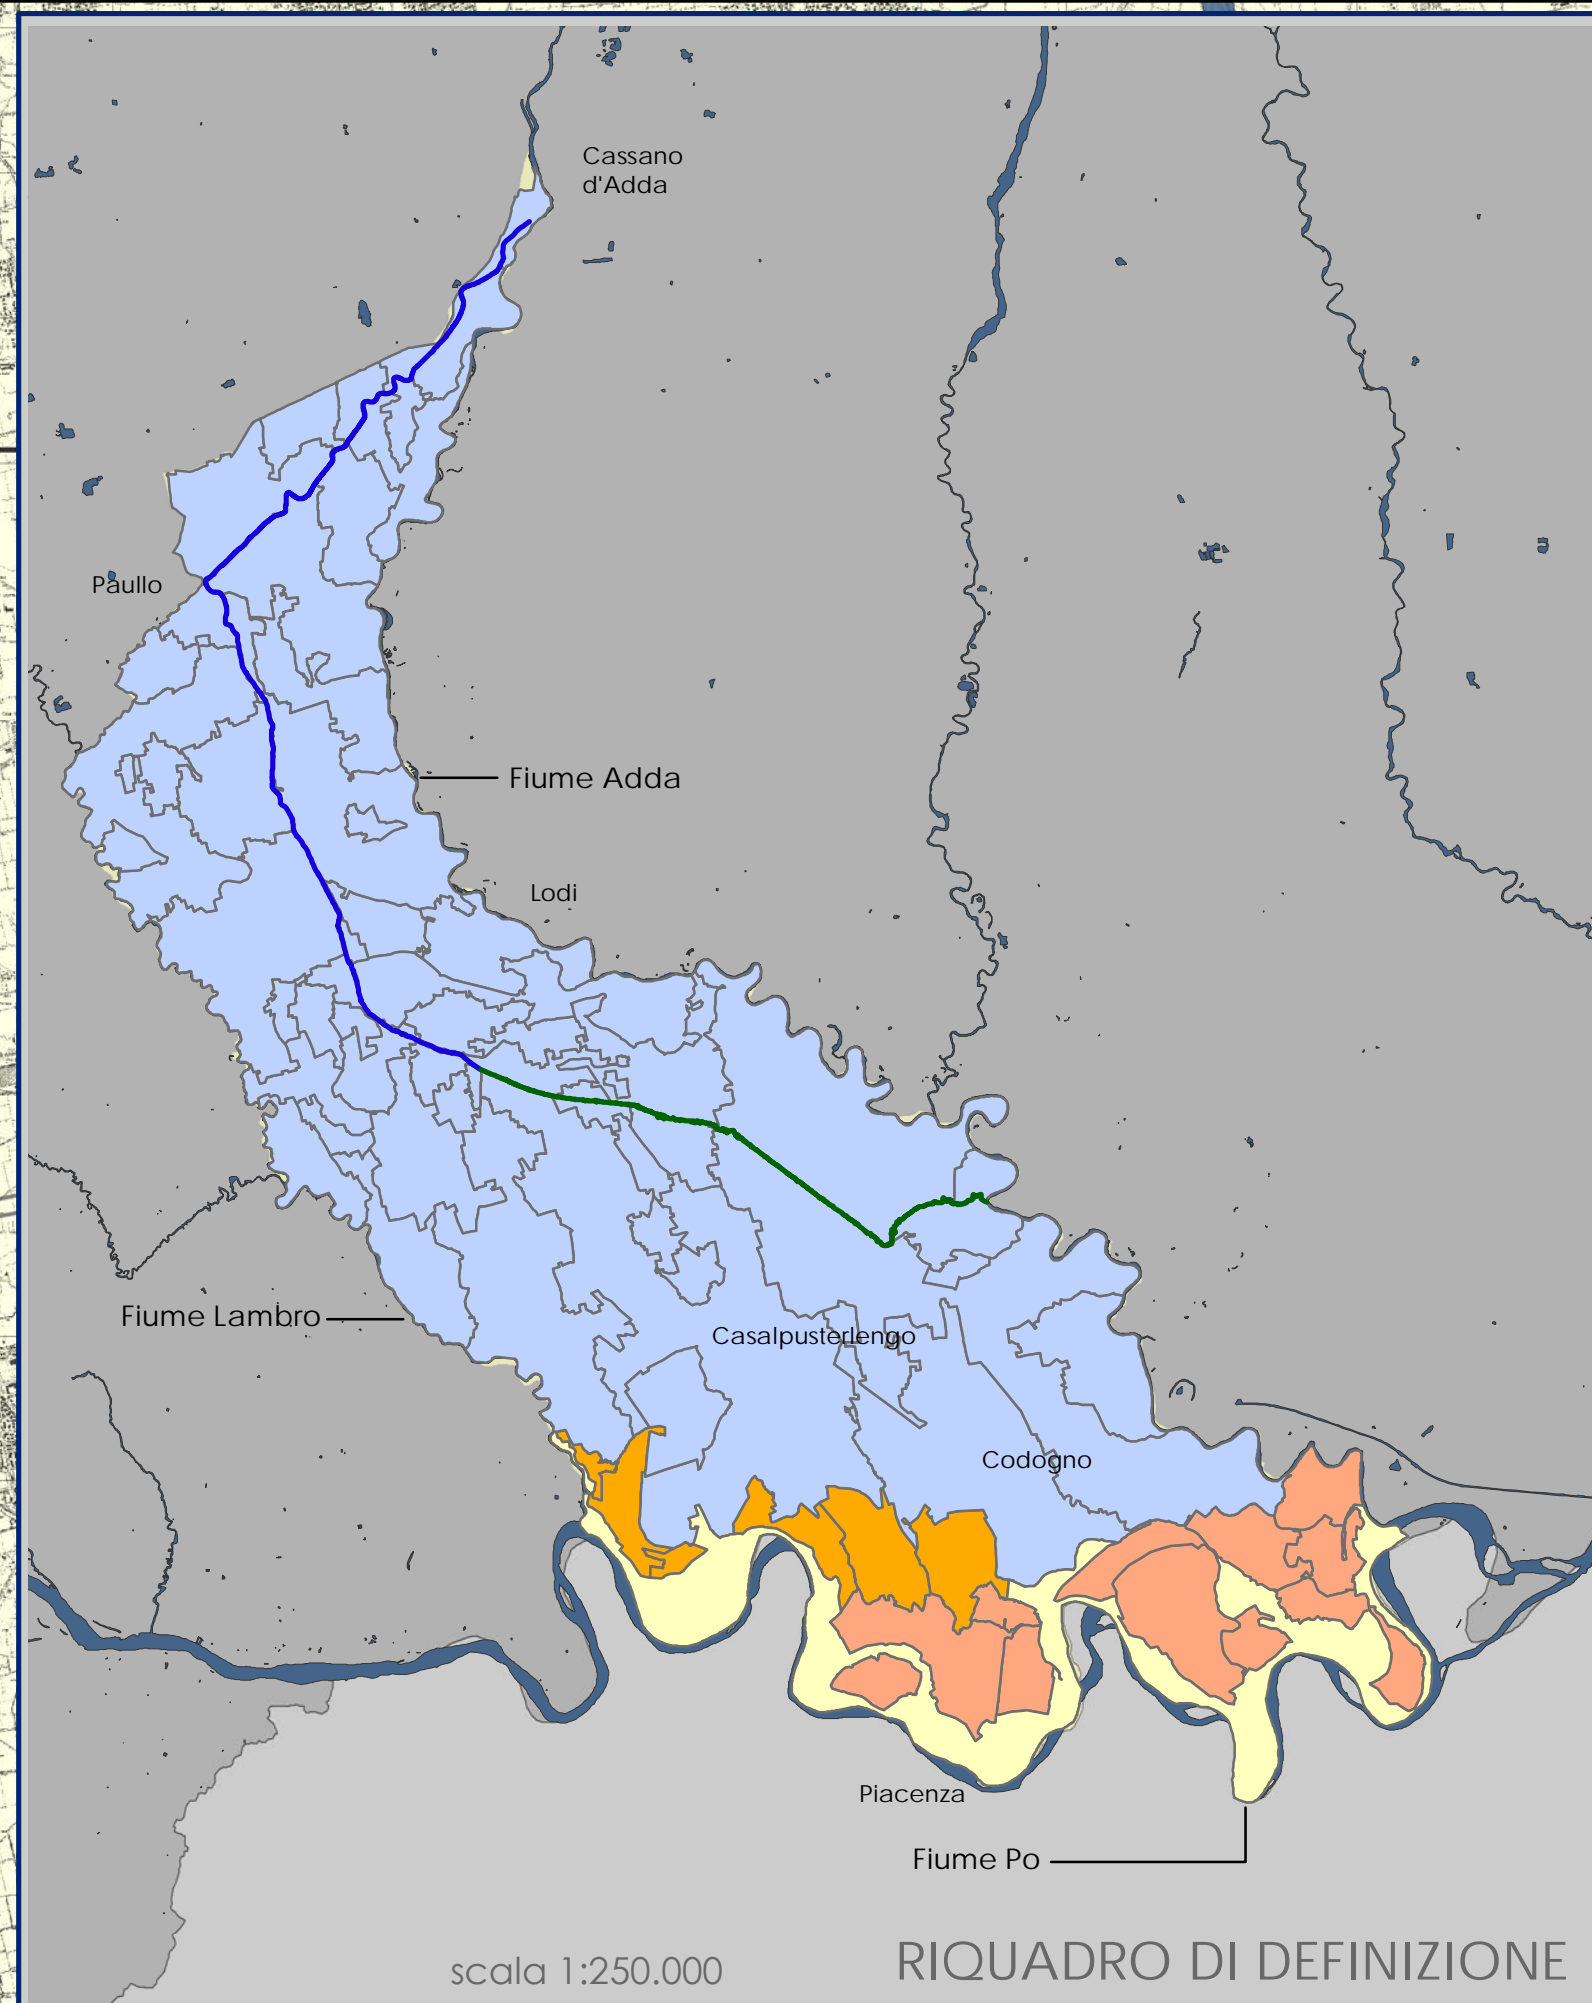 Cassano
d'Adda
Paullo
Fiume Adda
Lodi
Fiume Lambro
Casalpusterlengo
Codogno
Piacenza
Fiume Po
scala 1:250.000
RIQUADRO DI DEFINIZIONE